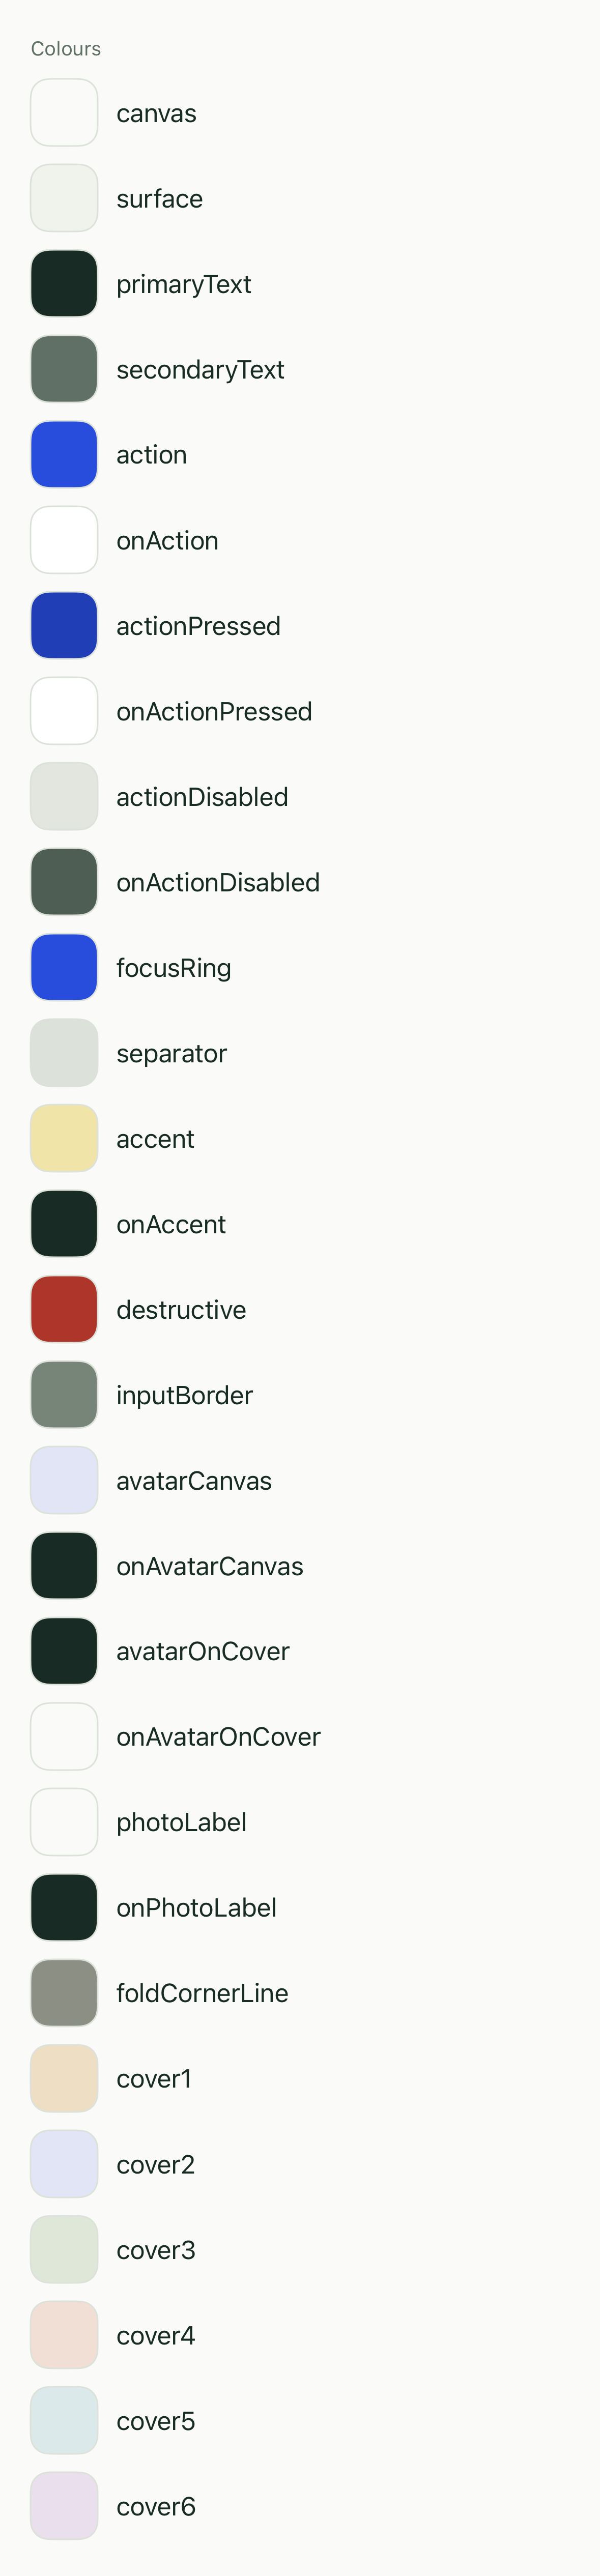 Colours
canvas
surface
primaryText
secondaryText
action
onAction
actionPressed
onActionPressed
actionDisabled
onActionDisabled
focusRing
separator
accent
onAccent
destructive
inputBorder
avatarCanvas
onAvatarCanvas
avatarOnCover
onAvatarOnCover
photoLabel
onPhotoLabel
foldCornerLine
cover1
cover2
cover3
cover4
cover5
cover6